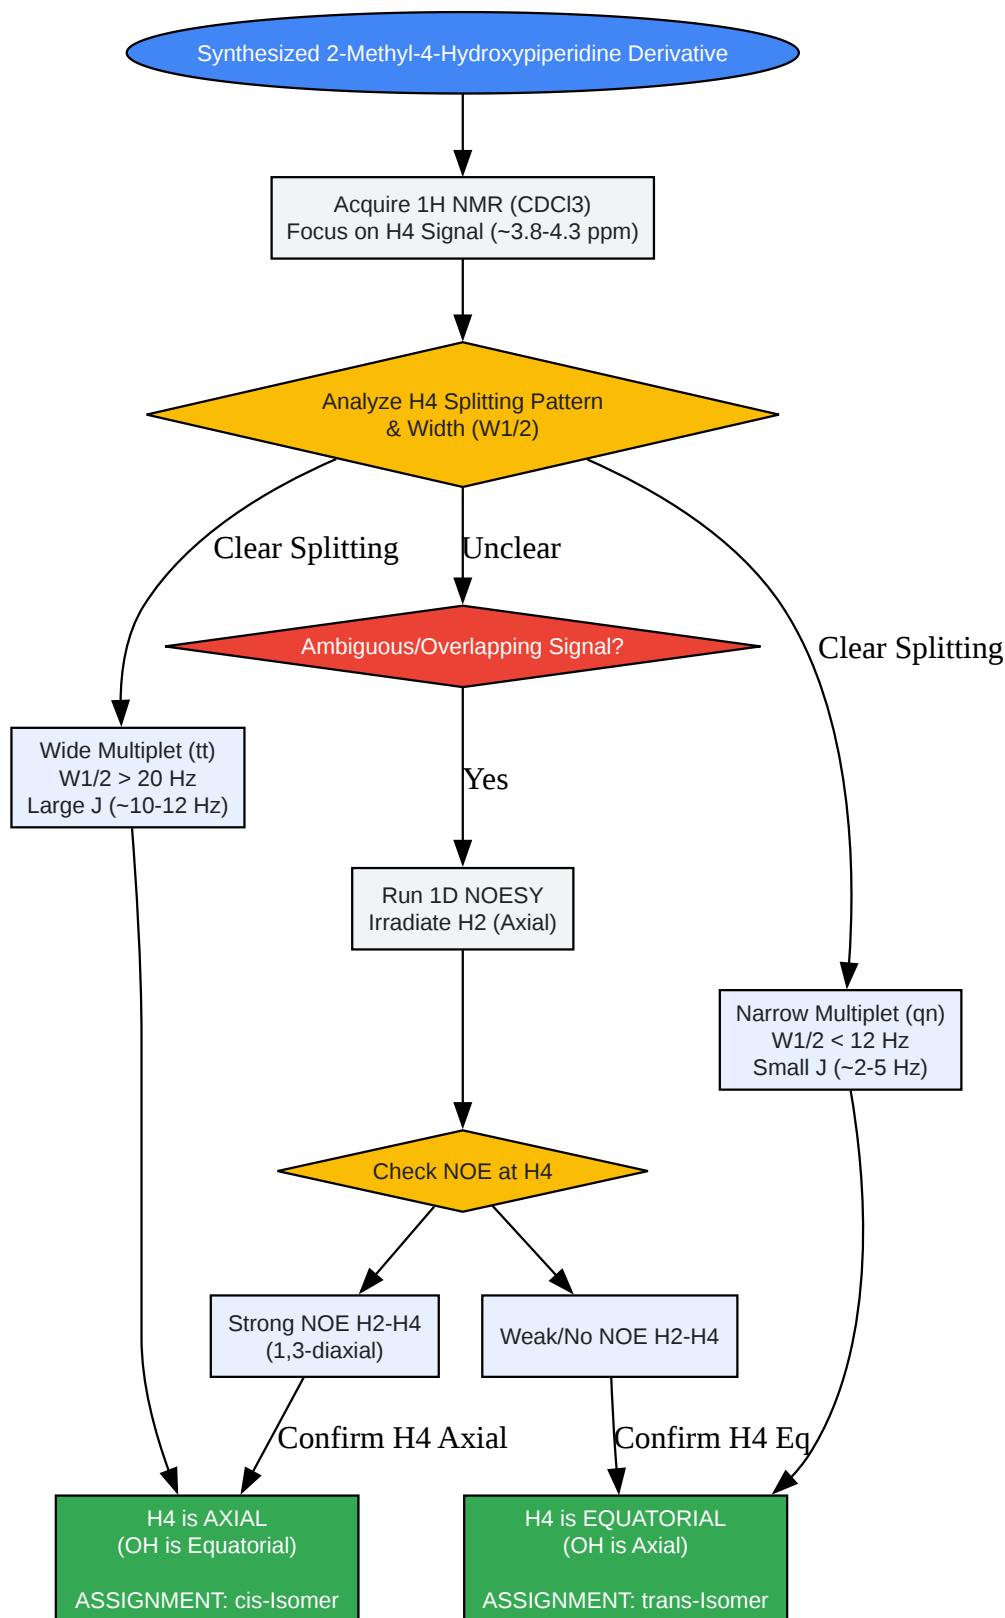 Synthesized 2-Methyl-4-Hydroxypiperidine Derivative
Acquire 1H NMR (CDCl3)
Focus on H4 Signal (~3.8-4.3 ppm)
Analyze H4 Splitting Pattern
& Width (W1/2)
Clear Splitting
Unclear
Clear Splitting
Ambiguous/Overlapping Signal?
Wide Multiplet (tt)
W1/2 > 20 Hz
Large J (~10-12 Hz)
Yes
Run 1D NOESY
Irradiate H2 (Axial)
Narrow Multiplet (qn)
W1/2 < 12 Hz
Small J (~2-5 Hz)
Check NOE at H4
Strong NOE H2-H4
(1,3-diaxial)
Weak/No NOE H2-H4
Confirm H4 Axial
Confirm H4 Eq
H4 is AXIAL
(OH is Equatorial)
ASSIGNMENT: cis-Isomer
H4 is EQUATORIAL
(OH is Axial)
ASSIGNMENT: trans-Isomer